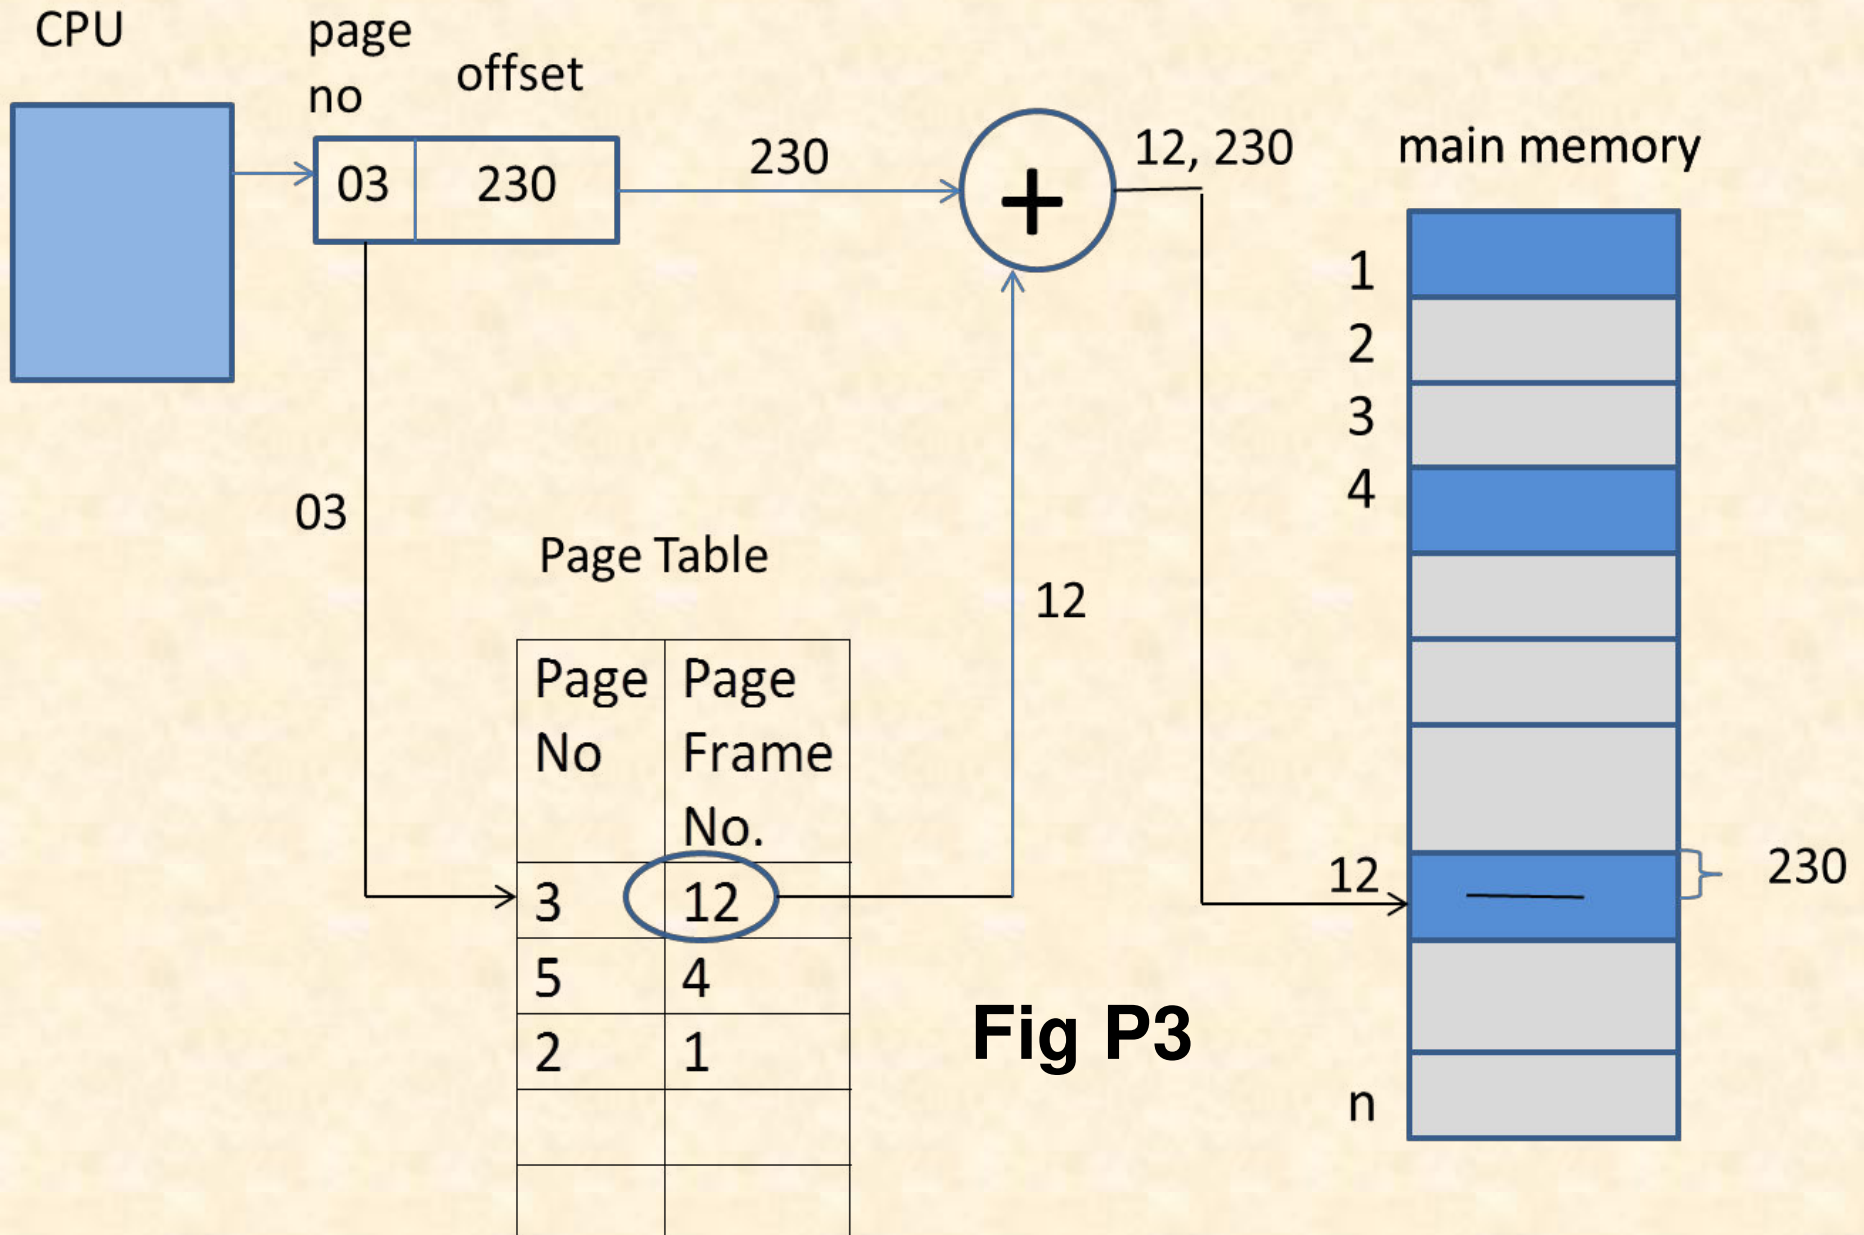 CPU
page
no
offset
03 230
230
12, 230
main memory
1
2
3
4
03
Page Table
12
Page No
Page Frame No.
3 12
5 4
2 1
12
230
n
Fig P3